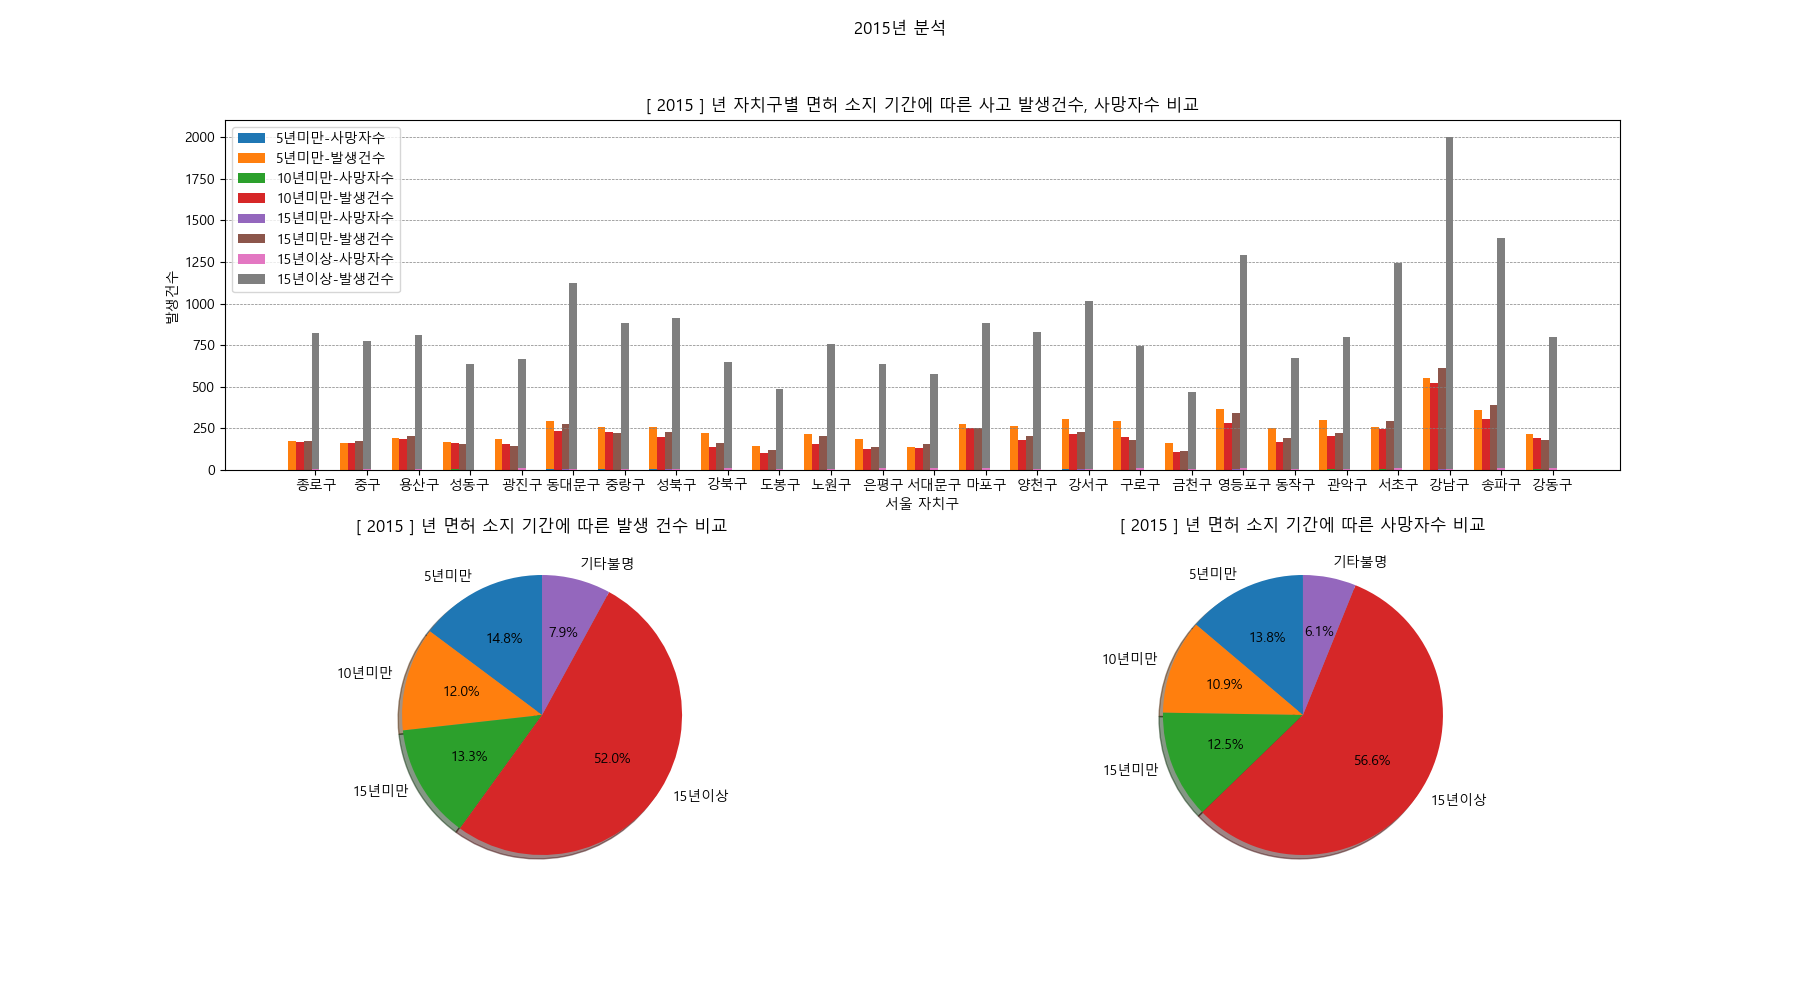 2015년 분석
[ 2015 ] 년 자치구별 면허 소지 기간에 따른 사고 발생건수, 사망자수 비교
발생건수
2000
1750
1500
1250
1000
750
500
250
0
5년미만-사망자수
5년미만-발생건수
10년미만-사망자수
10년미만-발생건수
15년미만-사망자수
15년미만-발생건수
15년이상-사망자수
15년이상-발생건수
종로구 중구 용산구 성동구 광진구 동대문구 중랑구 성북구 강북구 도봉구 노원구 은평구 서대문구 마포구 양천구 강서구 구로구 금천구 영등포구 동작구 관악구 서초구 강남구 송파구 강동구
서울 자치구
[ 2015 ] 년 면허 소지 기간에 따른 발생 건수 비교
기타불명
5년미만
7.9%
14.8%
10년미만
12.0%
13.3%
52.0%
15년미만
15년이상
[ 2015 ] 년 면허 소지 기간에 따른 사망자수 비교
기타불명
5년미만
6.1%
13.8%
10년미만
10.9%
12.5%
56.6%
15년미만
15년이상